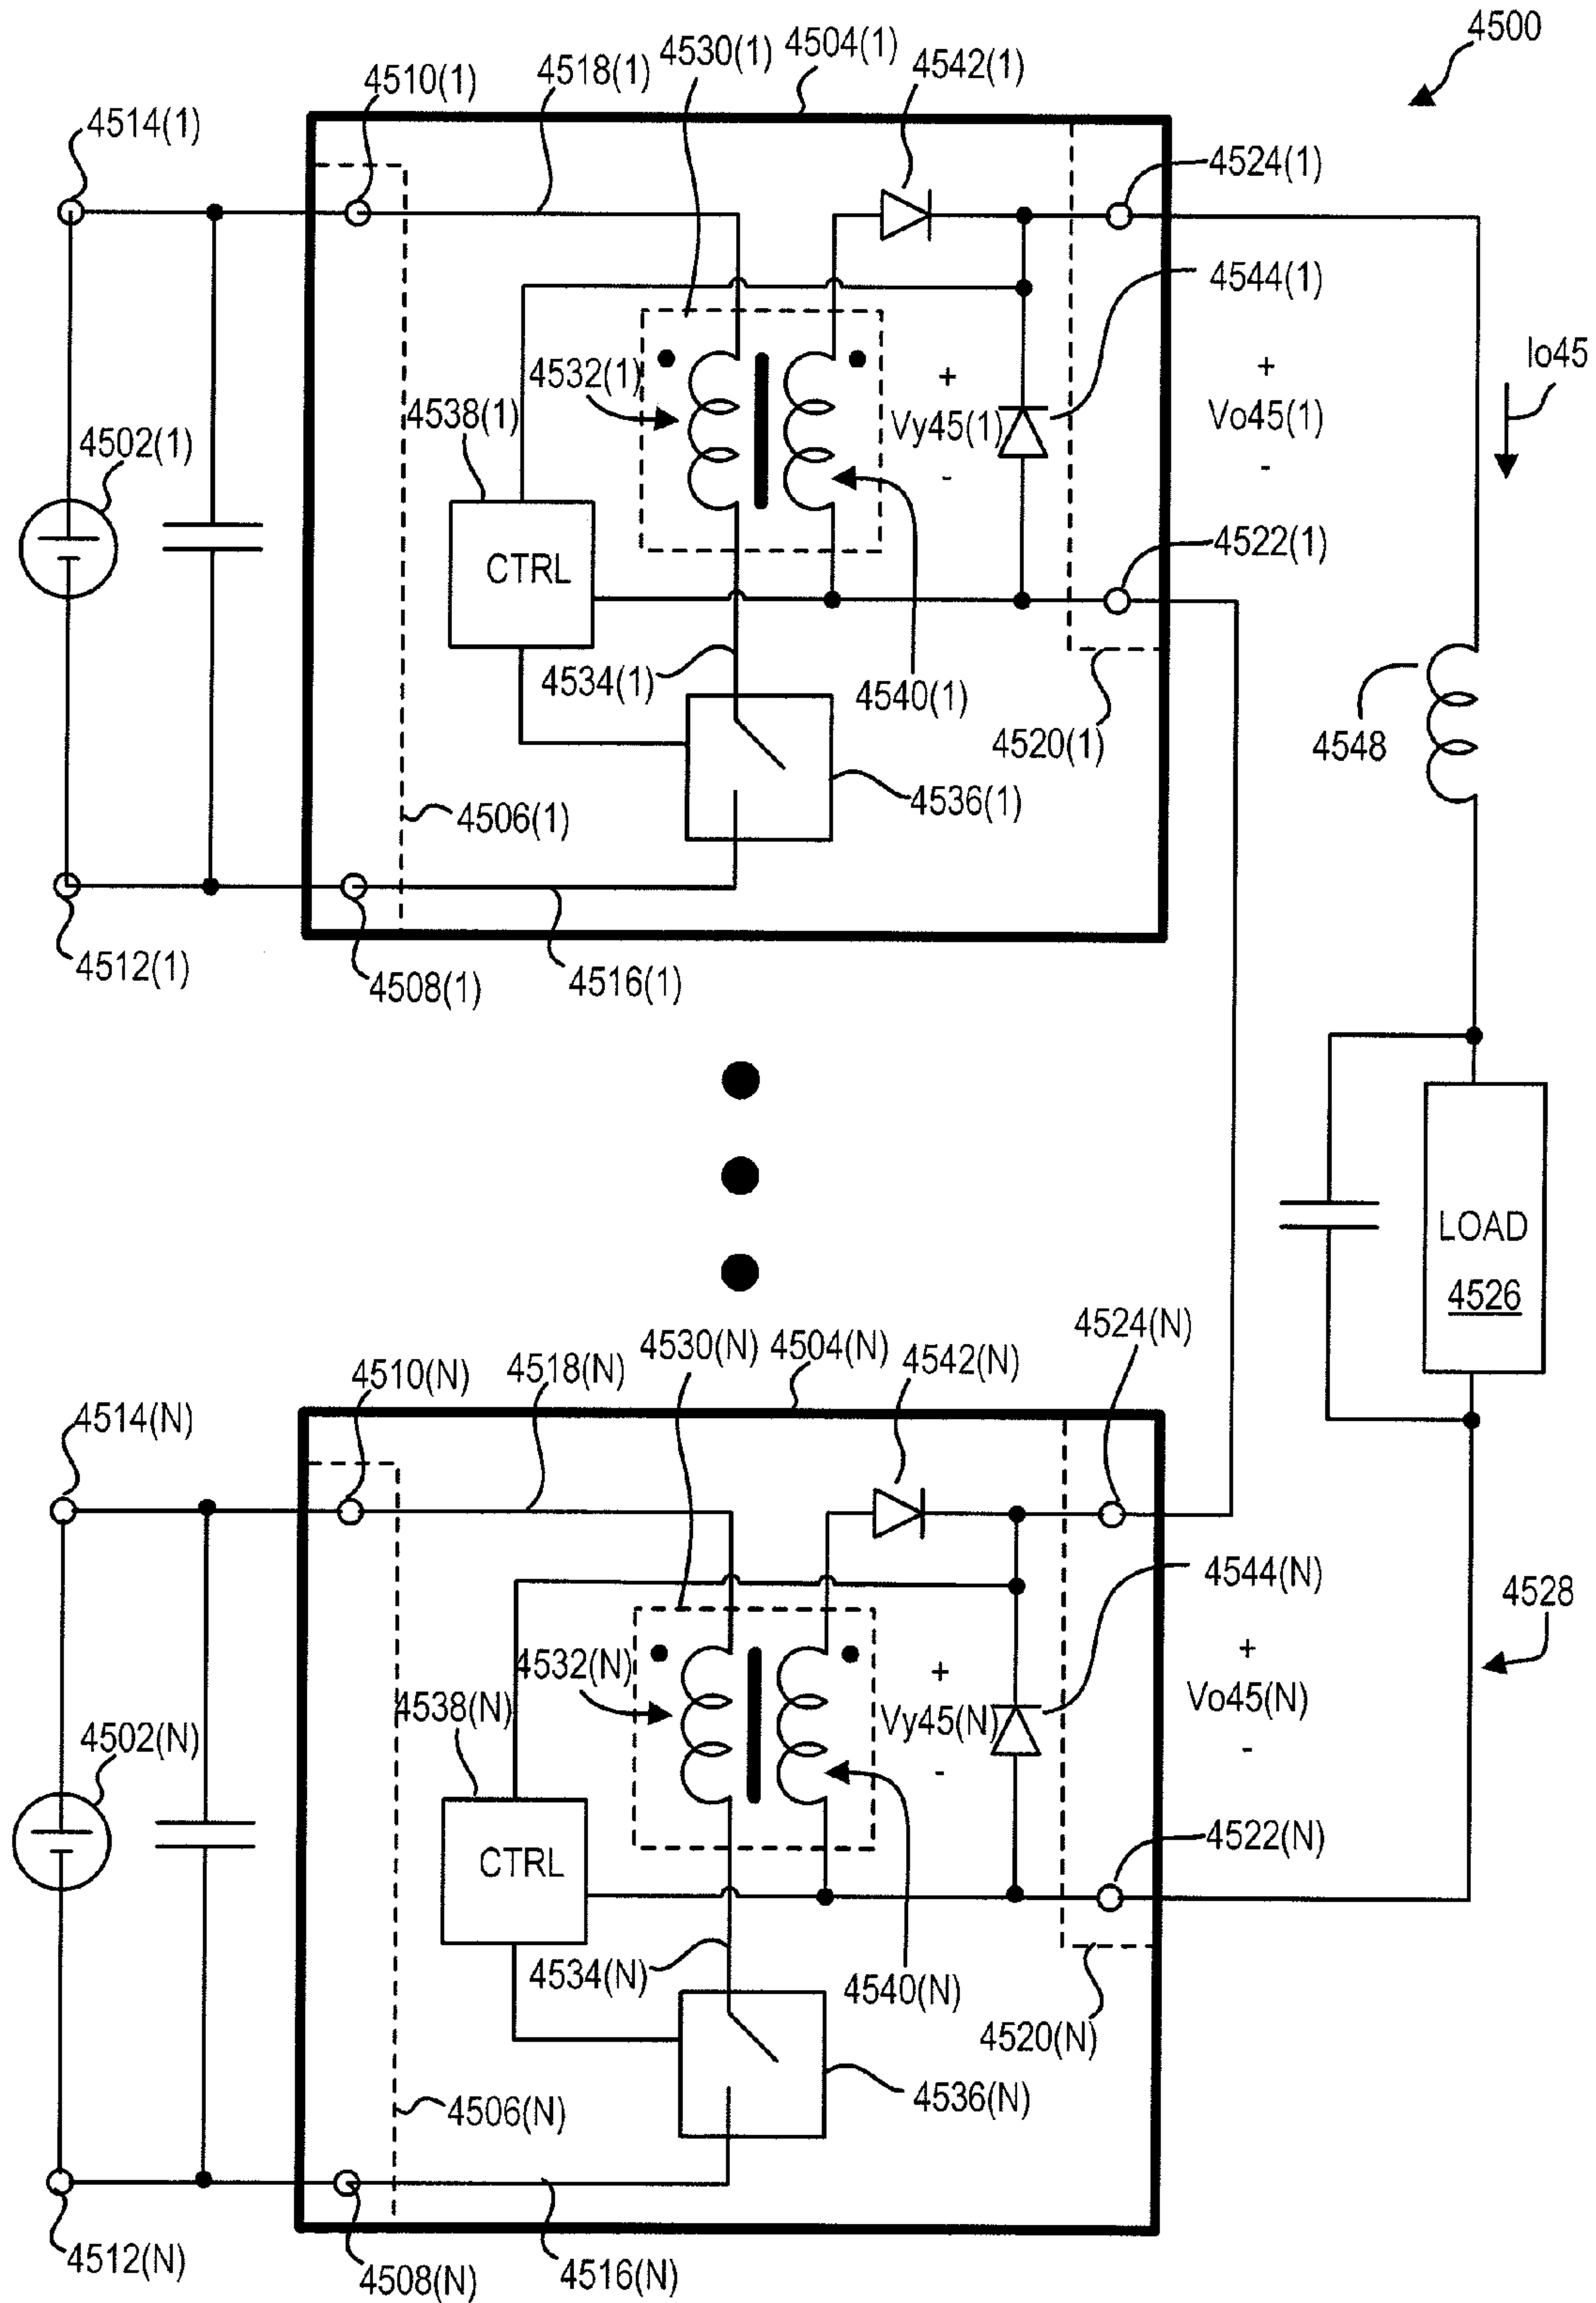 4500
4530(1)
4504(1)
4542(1)
4518(1)
4510(1)
4514(1)
4524(1)
4544(1)
Io45
4532(1)
+
+
4538(1)
Vy45(1)
Vo45(1)
4502(1)
-
-
4522(1)
CTRL
4534(1)
4540(1)
4520(1)
4548
4536(1)
4506(1)
4512(1)
4508(1)
4516(1)
LOAD
4526
4524(N)
4530(N)
4504(N)
4542(N)
4510(N)
4518(N)
4514(N)
4544(N)
4528
4532(N)
+
+
4538(N)
Vy45(N)
Vo45(N)
4502(N)
-
-
4522(N)
CTRL
4534(N)
4540(N)
4520(N)
4536(N)
4506(N)
4512(N)
4508(N)
4516(N)